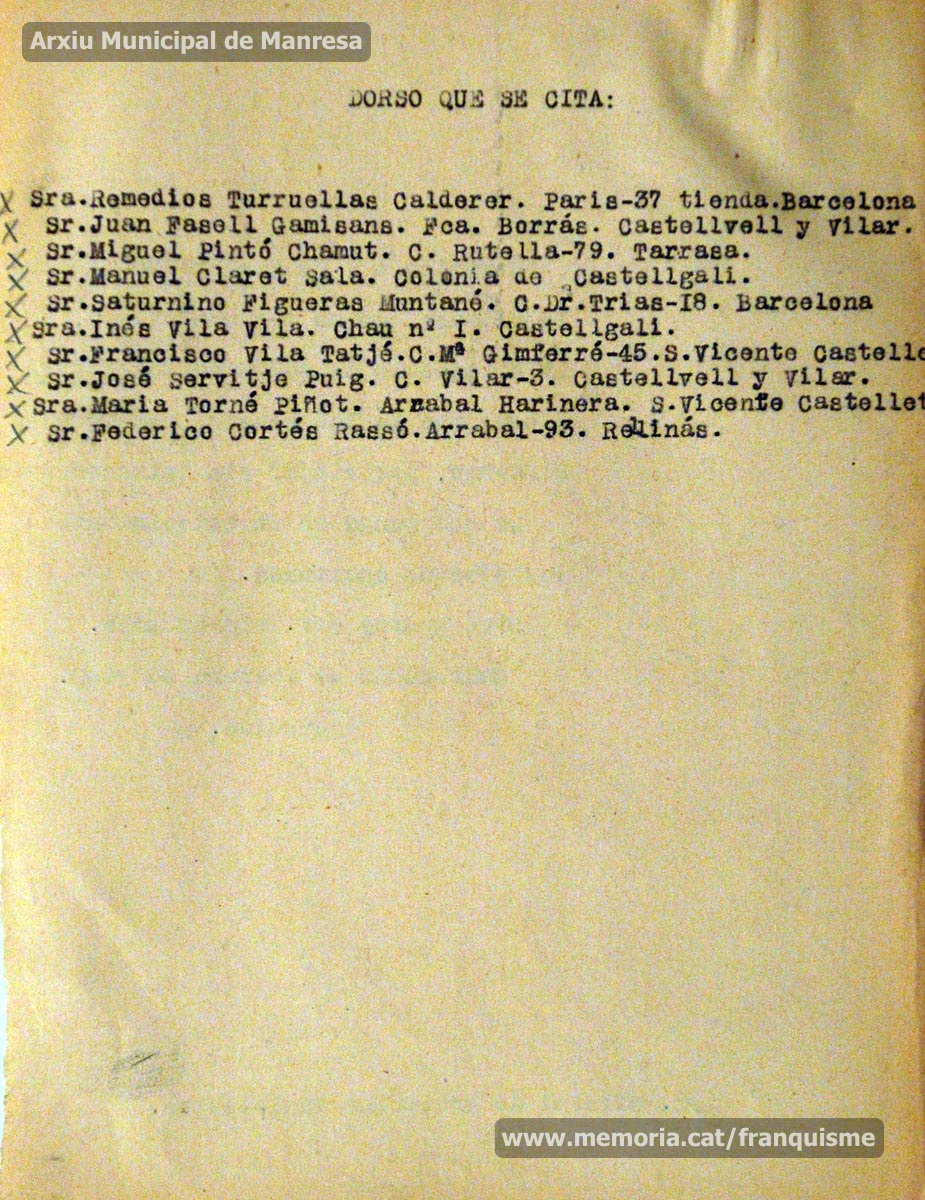 Arxiu Municipal de Manresa
DORSO QUE SE CITA:
X Sra.Remedios Turruellas Calderer. Paris-37 tienda.Barcelona
X Sr.Juan Fasell Gamisans. Fca. Borrás. Castellvell y Vilar.
X Sr.Miguel Pintó Chamut. C. Rutella-79. Tarrasa.
X Sr.Manuel Claret Sala. Colonia de Castellgali.
X Sr.Saturnino Figueras Muntané. C.Dr.Trias-I8. Barcelona
X Sra.Inés Vila Vila. Chau nº I. Castellgali.
X Sr.Francisco Vila Tatjé.C.Mª Gimferré-45.S.Vicente Castelle
X Sr.José Servitje Puig. C. Vilar-3. Castellvell y Vilar.
X Sra.Maria Torné Piñot. Arrabal Harinera. S.Vicente Castellet
X Sr.Federico Cortés Rassó.Arrabal-93. Rellinás.
www.memoria.cat/franquisme